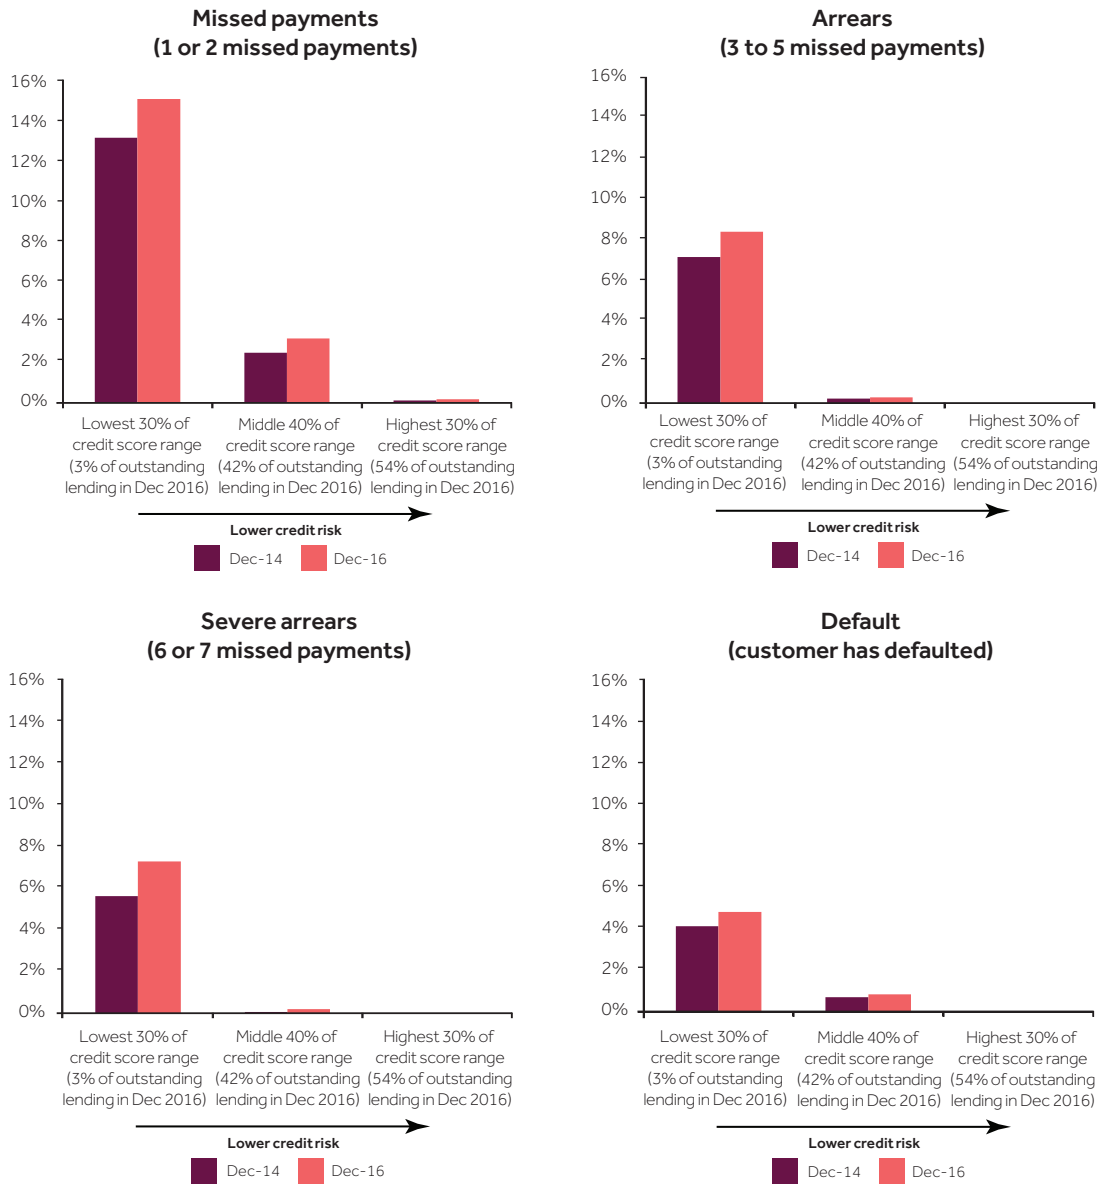 Missed payments
(1 or 2 missed payments)
16%
14%
12%
10%
8%
6%
4%
2%
0%
Lowest 30% of
credit score range
(3% of outstanding
lending in Dec 2016)
Middle 40% of
credit score range
(42% of outstanding
lending in Dec 2016)
Highest 30% of
credit score range
(54% of outstanding
lending in Dec 2016)
Lower credit risk
Dec-14
Dec-16
Arrears
(3 to 5 missed payments)
16%
14%
12%
10%
8%
6%
4%
2%
0%
Lowest 30% of
credit score range
(3% of outstanding
lending in Dec 2016)
Middle 40% of
credit score range
(42% of outstanding
lending in Dec 2016)
Highest 30% of
credit score range
(54% of outstanding
lending in Dec 2016)
Lower credit risk
Dec-14
Dec-16
Severe arrears
(6 or 7 missed payments)
16%
14%
12%
10%
8%
6%
4%
2%
0%
Lowest 30% of
credit score range
(3% of outstanding
lending in Dec 2016)
Middle 40% of
credit score range
(42% of outstanding
lending in Dec 2016)
Highest 30% of
credit score range
(54% of outstanding
lending in Dec 2016)
Lower credit risk
Dec-14
Dec-16
Default
(customer has defaulted)
16%
14%
12%
10%
8%
6%
4%
2%
0%
Lowest 30% of
credit score range
(3% of outstanding
lending in Dec 2016)
Middle 40% of
credit score range
(42% of outstanding
lending in Dec 2016)
Highest 30% of
credit score range
(54% of outstanding
lending in Dec 2016)
Lower credit risk
Dec-14
Dec-16